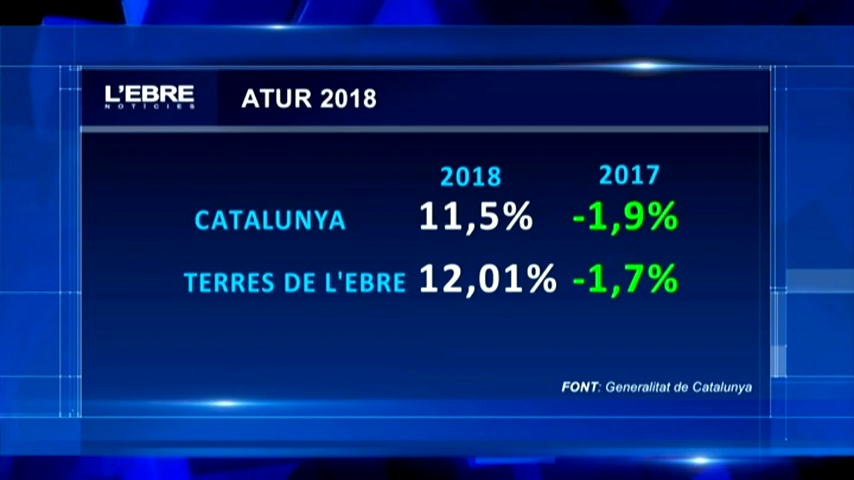 L'EBRE
NOTÍCIES
ATUR 2018
2018 2017
CATALUNYA 11,5% -1,9%
TERRES DE L'EBRE 12,01% -1,7%
FONT: Generalitat de Catalunya